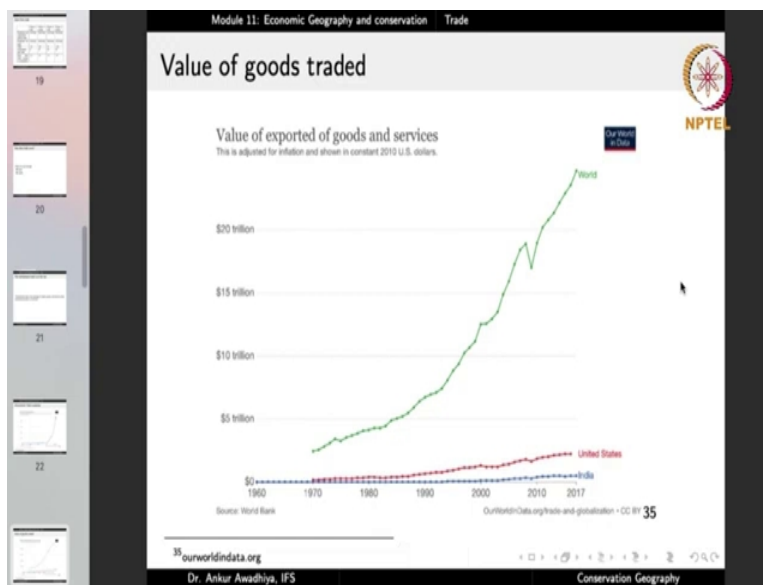 Module 11: Economic Geography and conservation Trade
Value of goods traded
NPTEL
Value of exported of goods and services
This is adjusted for inflation and shown in constant 2010 U.S. dollars.
Our World
in Data
World
$20 trillion
$15 trillion
$10 trillion
$5 trillion
United States
India
$0
1960 1970 1980 1990 2000 2010 2017
Source: World Bank
OurWorldInData.org/trade-and-globalization • CC BY 35
35 ourworldindata.org
Dr. Ankur Awadhiya, IFS Conservation Geography
19
20
21
22